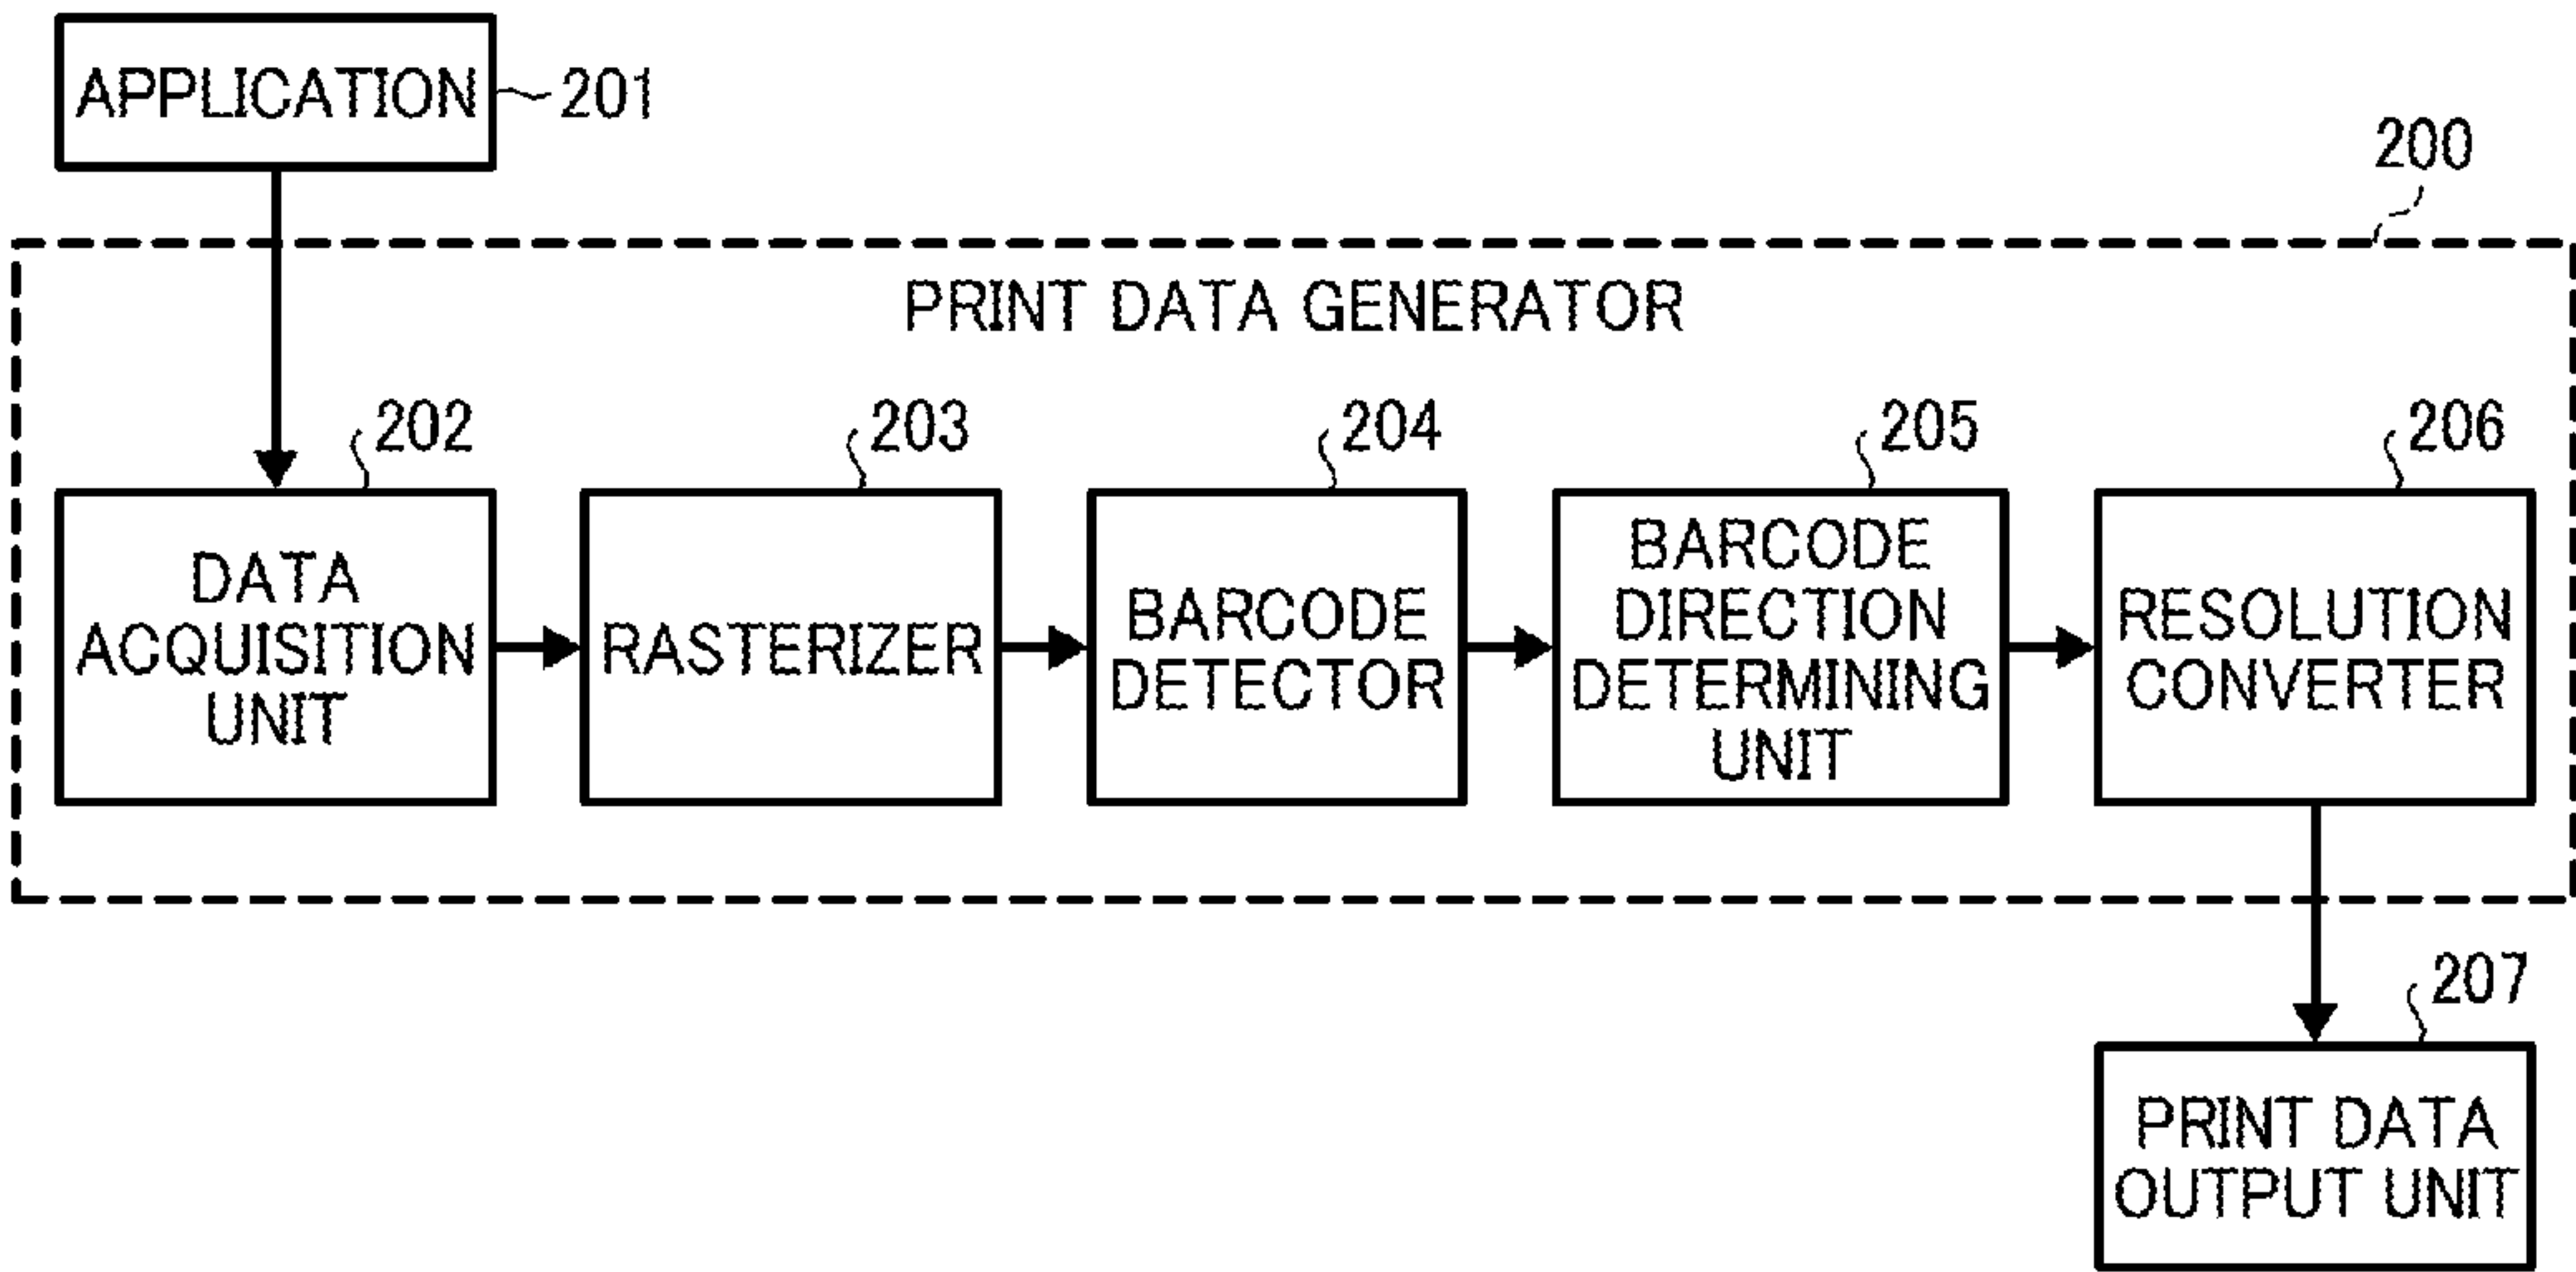 APPLICATION
201
200
PRINT DATA GENERATOR
202
203
204
205
206
DATA
ACQUISITION
UNIT
RASTERIZER
BARCODE
DETECTOR
BARCODE
DIRECTION
DETERMINING
UNIT
RESOLUTION
CONVERTER
207
PRINT DATA
OUTPUT UNIT